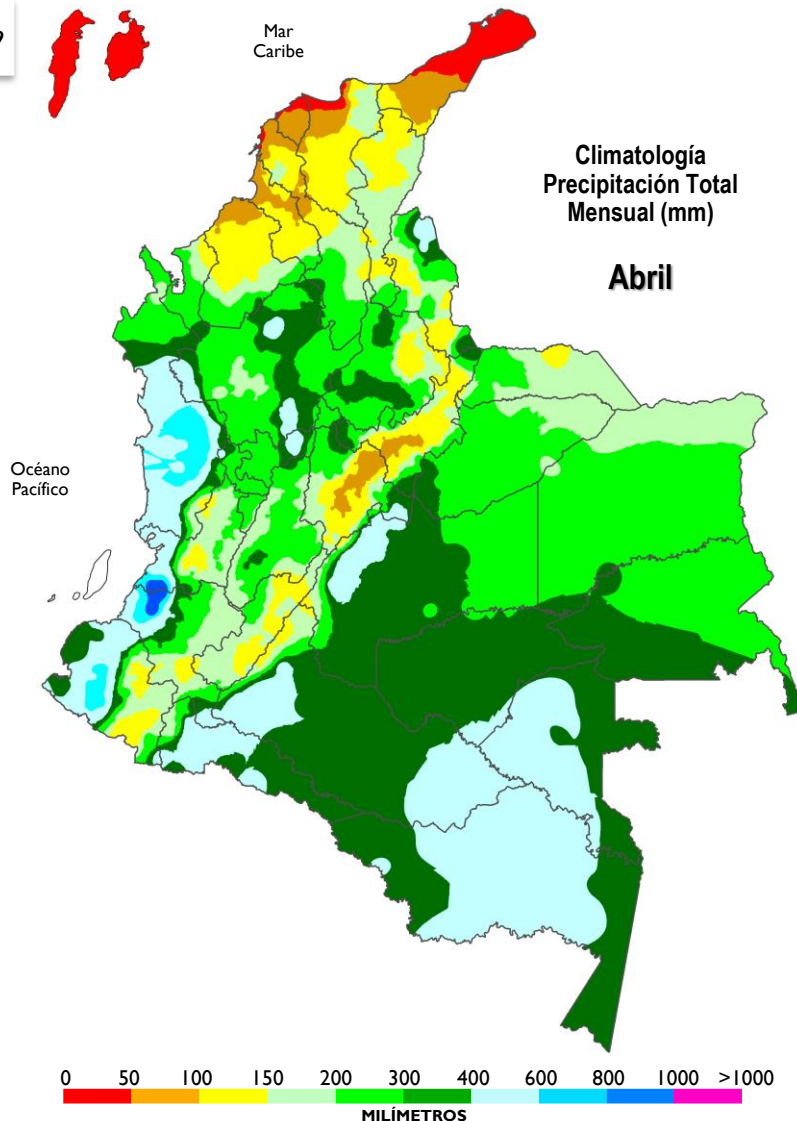 Mar
Caribe
Climatología
Precipitación Total
Mensual (mm)
Abril
Océano
Pacífico
0 50 100 150 200 300 400 600 800 1000 >1000
MILÍMETROS